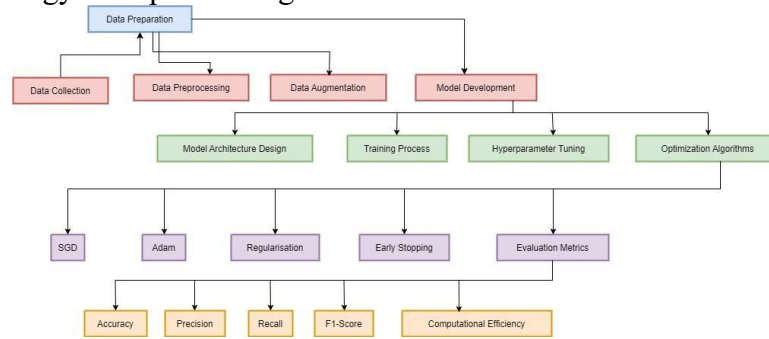 Data Preparation
Data Collection
Data Preprocessing
Data Augmentation
Model Development
Model Architecture Design
Training Process
Hyperparameter Tuning
Optimization Algorithms
SGD
Adam
Regularisation
Early Stopping
Evaluation Metrics
Accuracy
Precision
Recall
F1-Score
Computational Efficiency